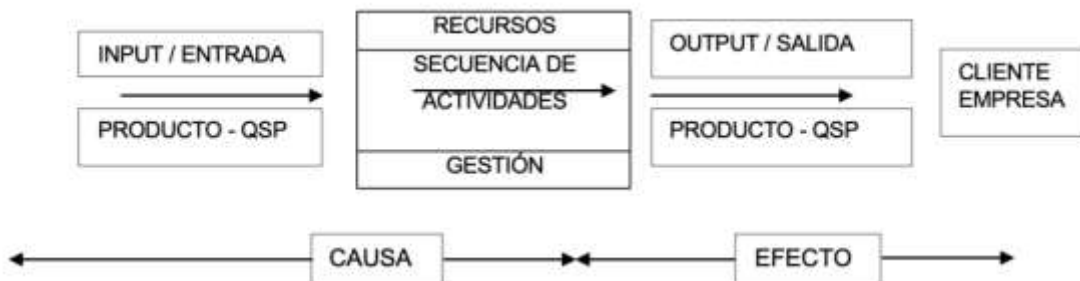 INPUT / ENTRADA
PRODUCTO - QSP
RECURSOS
SECUENCIA DE
ACTIVIDADES
GESTIÓN
OUTPUT / SALIDA
PRODUCTO - QSP
CLIENTE
EMPRESA
CAUSA
EFECTO